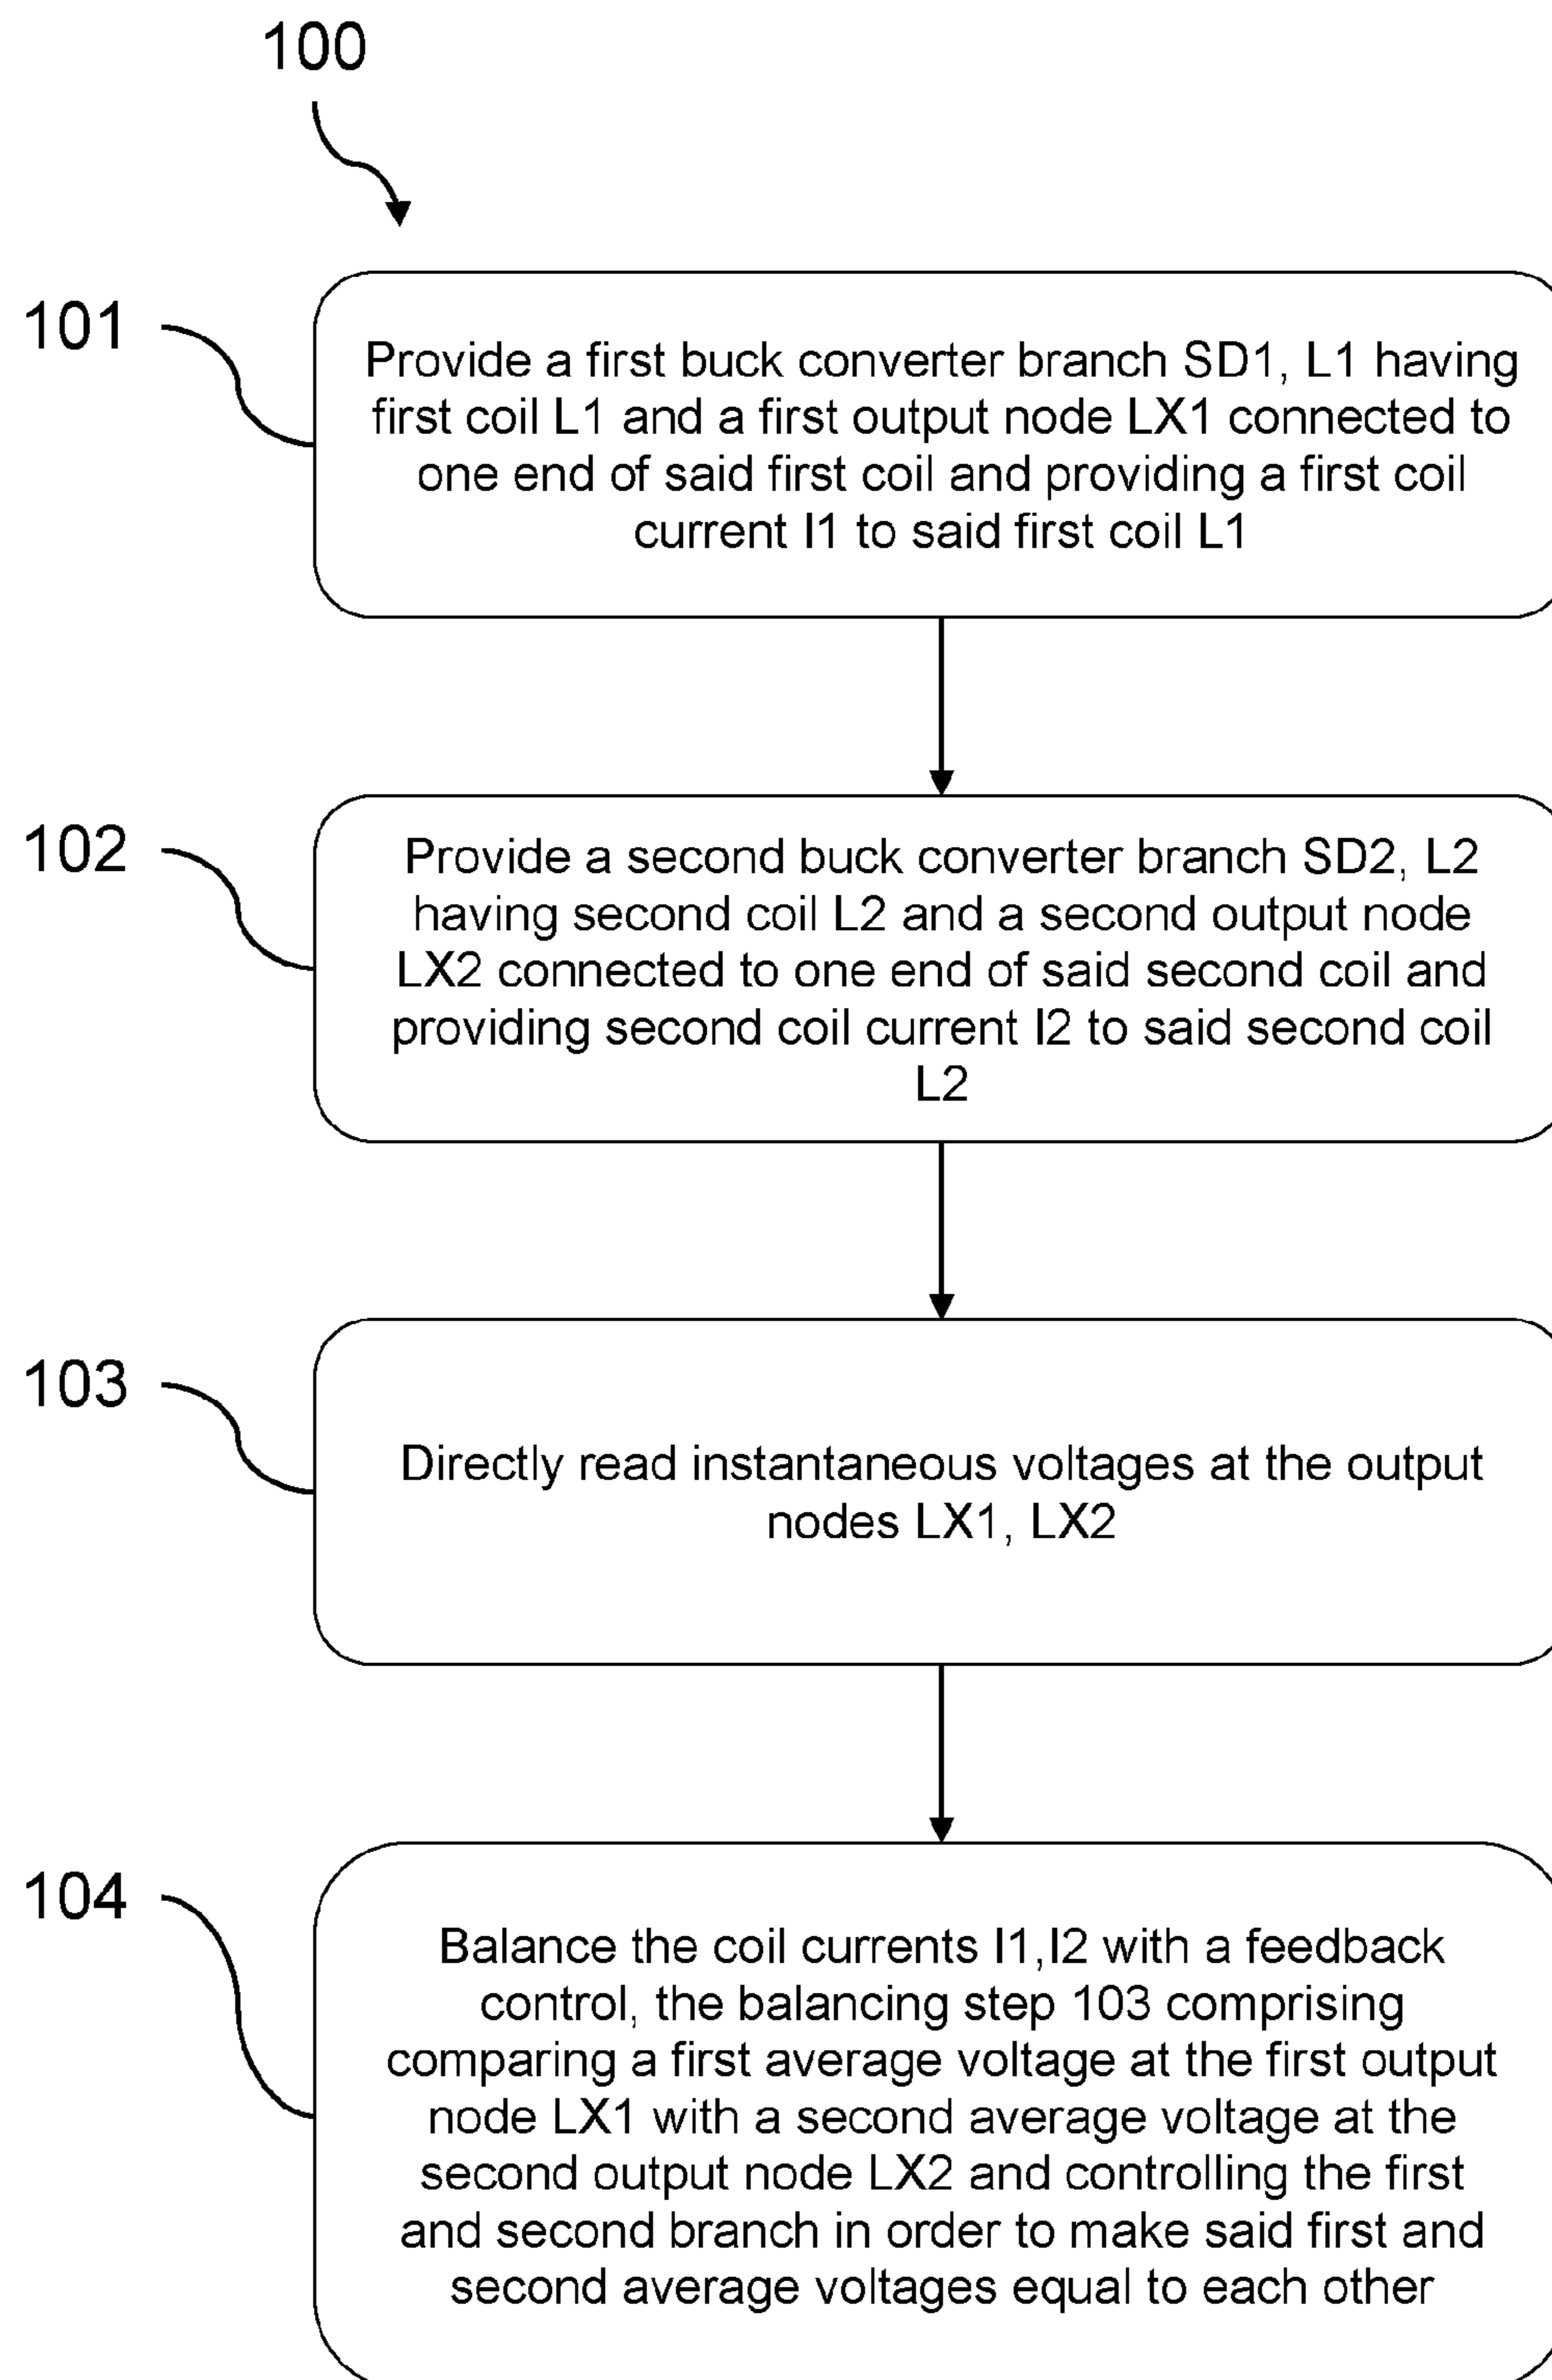 100
101
Provide a first buck converter branch SD1, L1 having
first coil L1 and a first output node LX1 connected to
one end of said first coil and providing a first coil
current I1 to said first coil L1
102
Provide a second buck converter branch SD2, L2
having second coil L2 and a second output node
LX2 connected to one end of said second coil and
providing second coil current I2 to said second coil
L2
103
Directly read instantaneous voltages at the output
nodes LX1, LX2
104
Balance the coil currents I1,I2 with a feedback
control, the balancing step 103 comprising
comparing a first average voltage at the first output
node LX1 with a second average voltage at the
second output node LX2 and controlling the first
and second branch in order to make said first and
second average voltages equal to each other